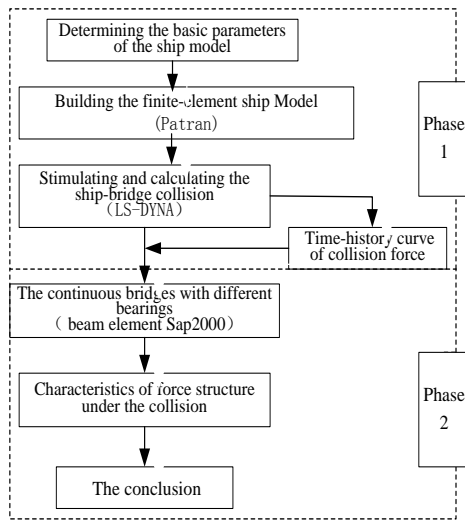 Determining the basic parameters
of the ship model
Building the finite-element ship Model
(Patran)
Stimulating and calculating the
ship-bridge collision
（LS-DYNA）
Time-history curve
of collision force
Phase
1
The continuous bridges with different
bearings
（ beam element Sap2000）
Characteristics of force structure
under the collision
The conclusion
Phase
2